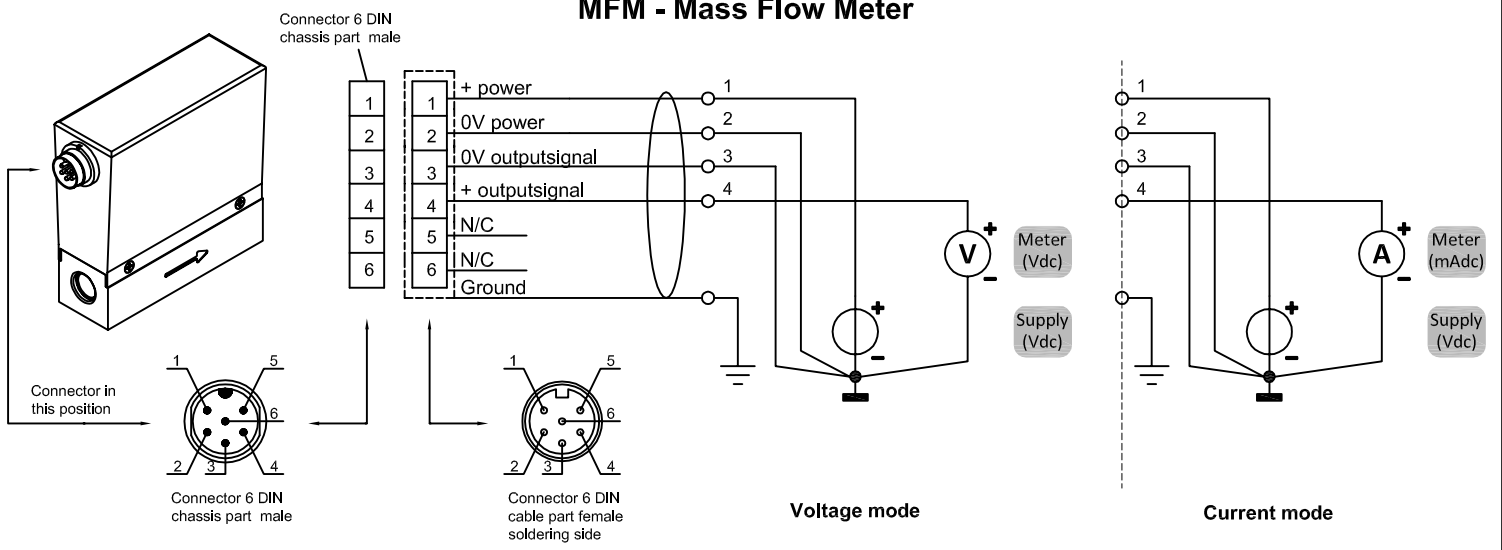 MFM - Mass Flow Meter
Connector 6 DIN
chassis part male
1
2
3
4
5
6
1
2
3
4
5
6
+ power
0V power
0V outputsignal
+ outputsignal
N/C
N/C
Ground
1
2
3
4
V
+
−
Meter
(Vdc)
+
−
Supply
(Vdc)
1
2
3
4
A
+
−
Meter
(mAdc)
+
−
Supply
(Vdc)
Connector in
this position
1
5
6
2
3
4
Connector 6 DIN
chassis part male
1
5
6
2
3
4
Connector 6 DIN
cable part female
soldering side
Voltage mode
Current mode